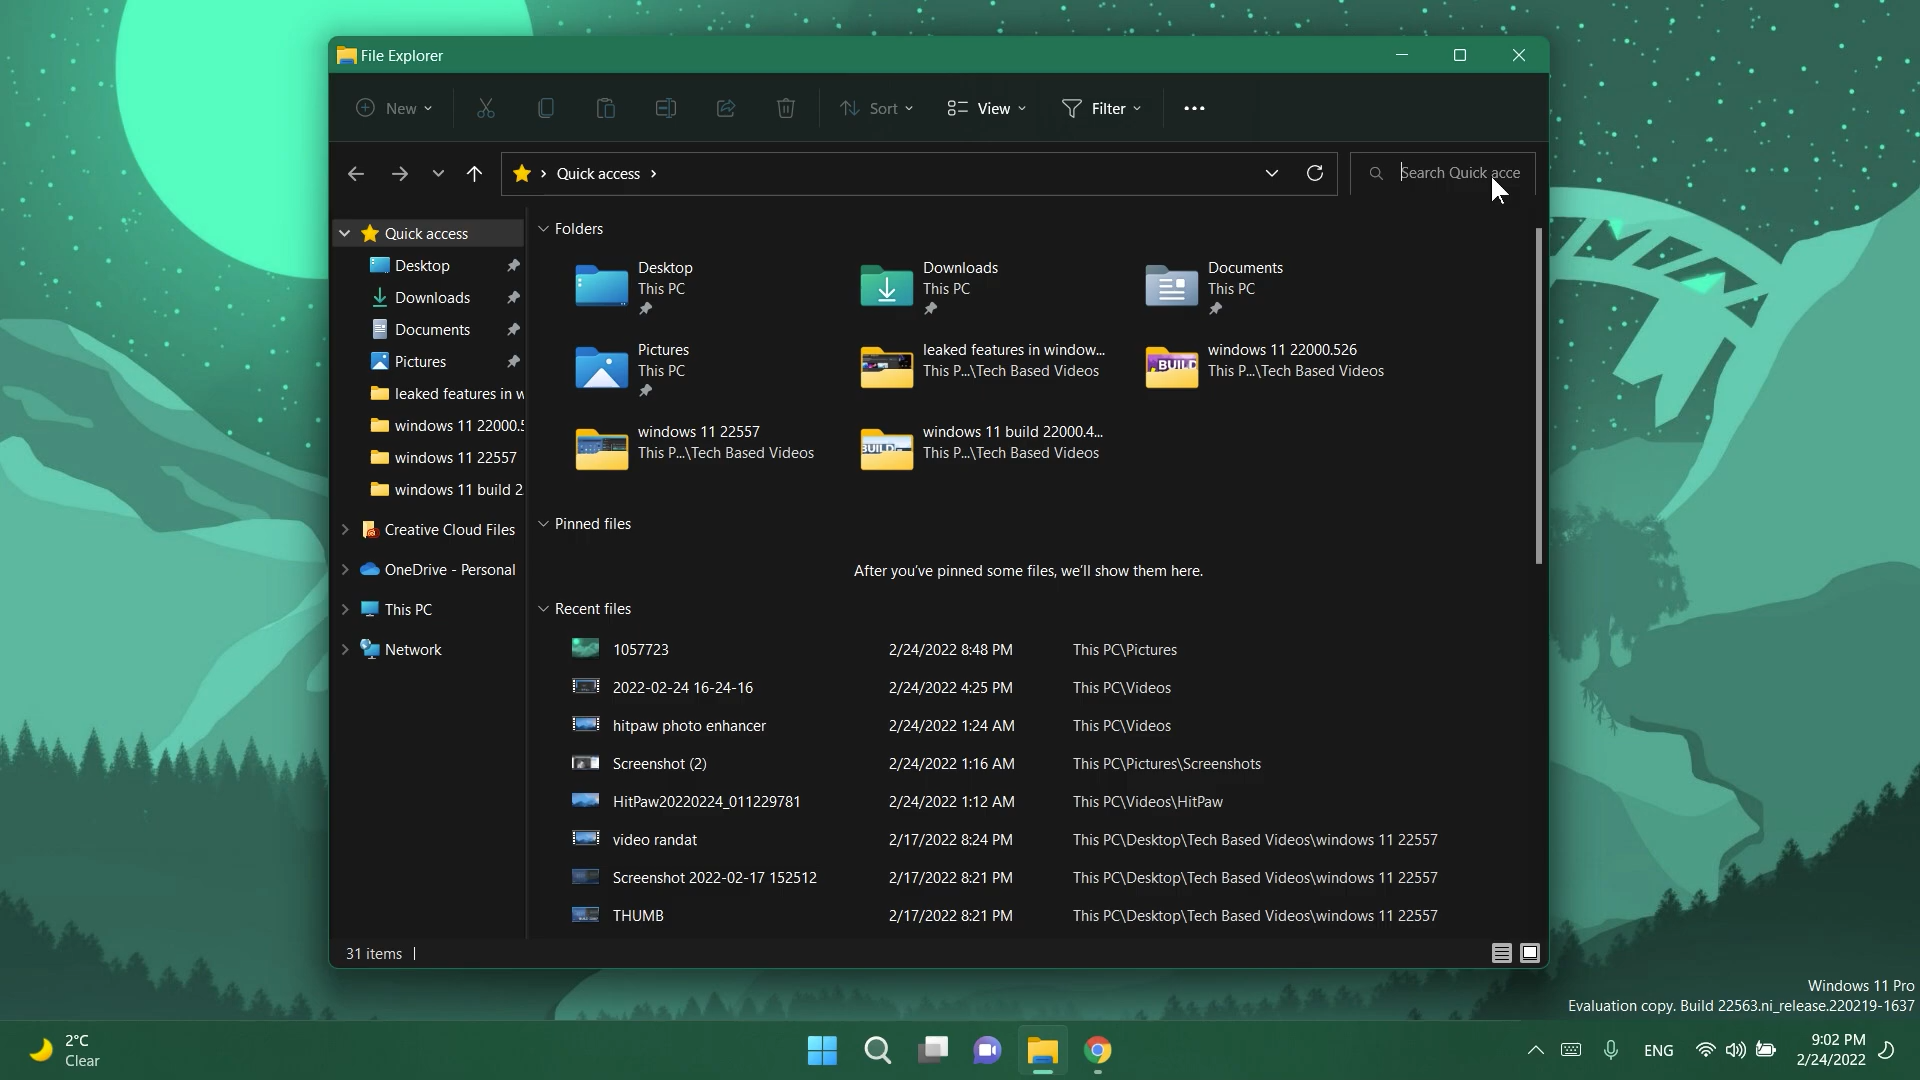 File Explorer
New
Sort
View
Filter
Quick access
Search Quick acce
Quick access
Desktop
Downloads
Documents
Pictures
leaked features in w
windows 11 22000.5
windows 11 22557
windows 11 build 2
Creative Cloud Files
OneDrive - Personal
This PC
Network
Folders
Desktop
This PC
Downloads
This PC
Documents
This PC
Pictures
This PC
leaked features in window...
This P...\Tech Based Videos
windows 11 22000.526
This P...\Tech Based Videos
windows 11 22557
This P...\Tech Based Videos
windows 11 build 22000.4...
This P...\Tech Based Videos
BUILD
BUILD
Pinned files
After you've pinned some files, we'll show them here.
Recent files
1057723 2/24/2022 8:48 PM This PC\Pictures
2022-02-24 16-24-16 2/24/2022 4:25 PM This PC\Videos
hitpaw photo enhancer 2/24/2022 1:24 AM This PC\Videos
Screenshot (2) 2/24/2022 1:16 AM This PC\Pictures\Screenshots
HitPaw20220224_011229781 2/24/2022 1:12 AM This PC\Videos\HitPaw
video randat 2/17/2022 8:24 PM This PC\Desktop\Tech Based Videos\windows 11 22557
Screenshot 2022-02-17 152512 2/17/2022 8:21 PM This PC\Desktop\Tech Based Videos\windows 11 22557
THUMB 2/17/2022 8:21 PM This PC\Desktop\Tech Based Videos\windows 11 22557
31 items
Windows 11 Pro
Evaluation copy. Build 22563.ni_release.220219-1637
2°C
Clear
ENG
9:02 PM
2/24/2022